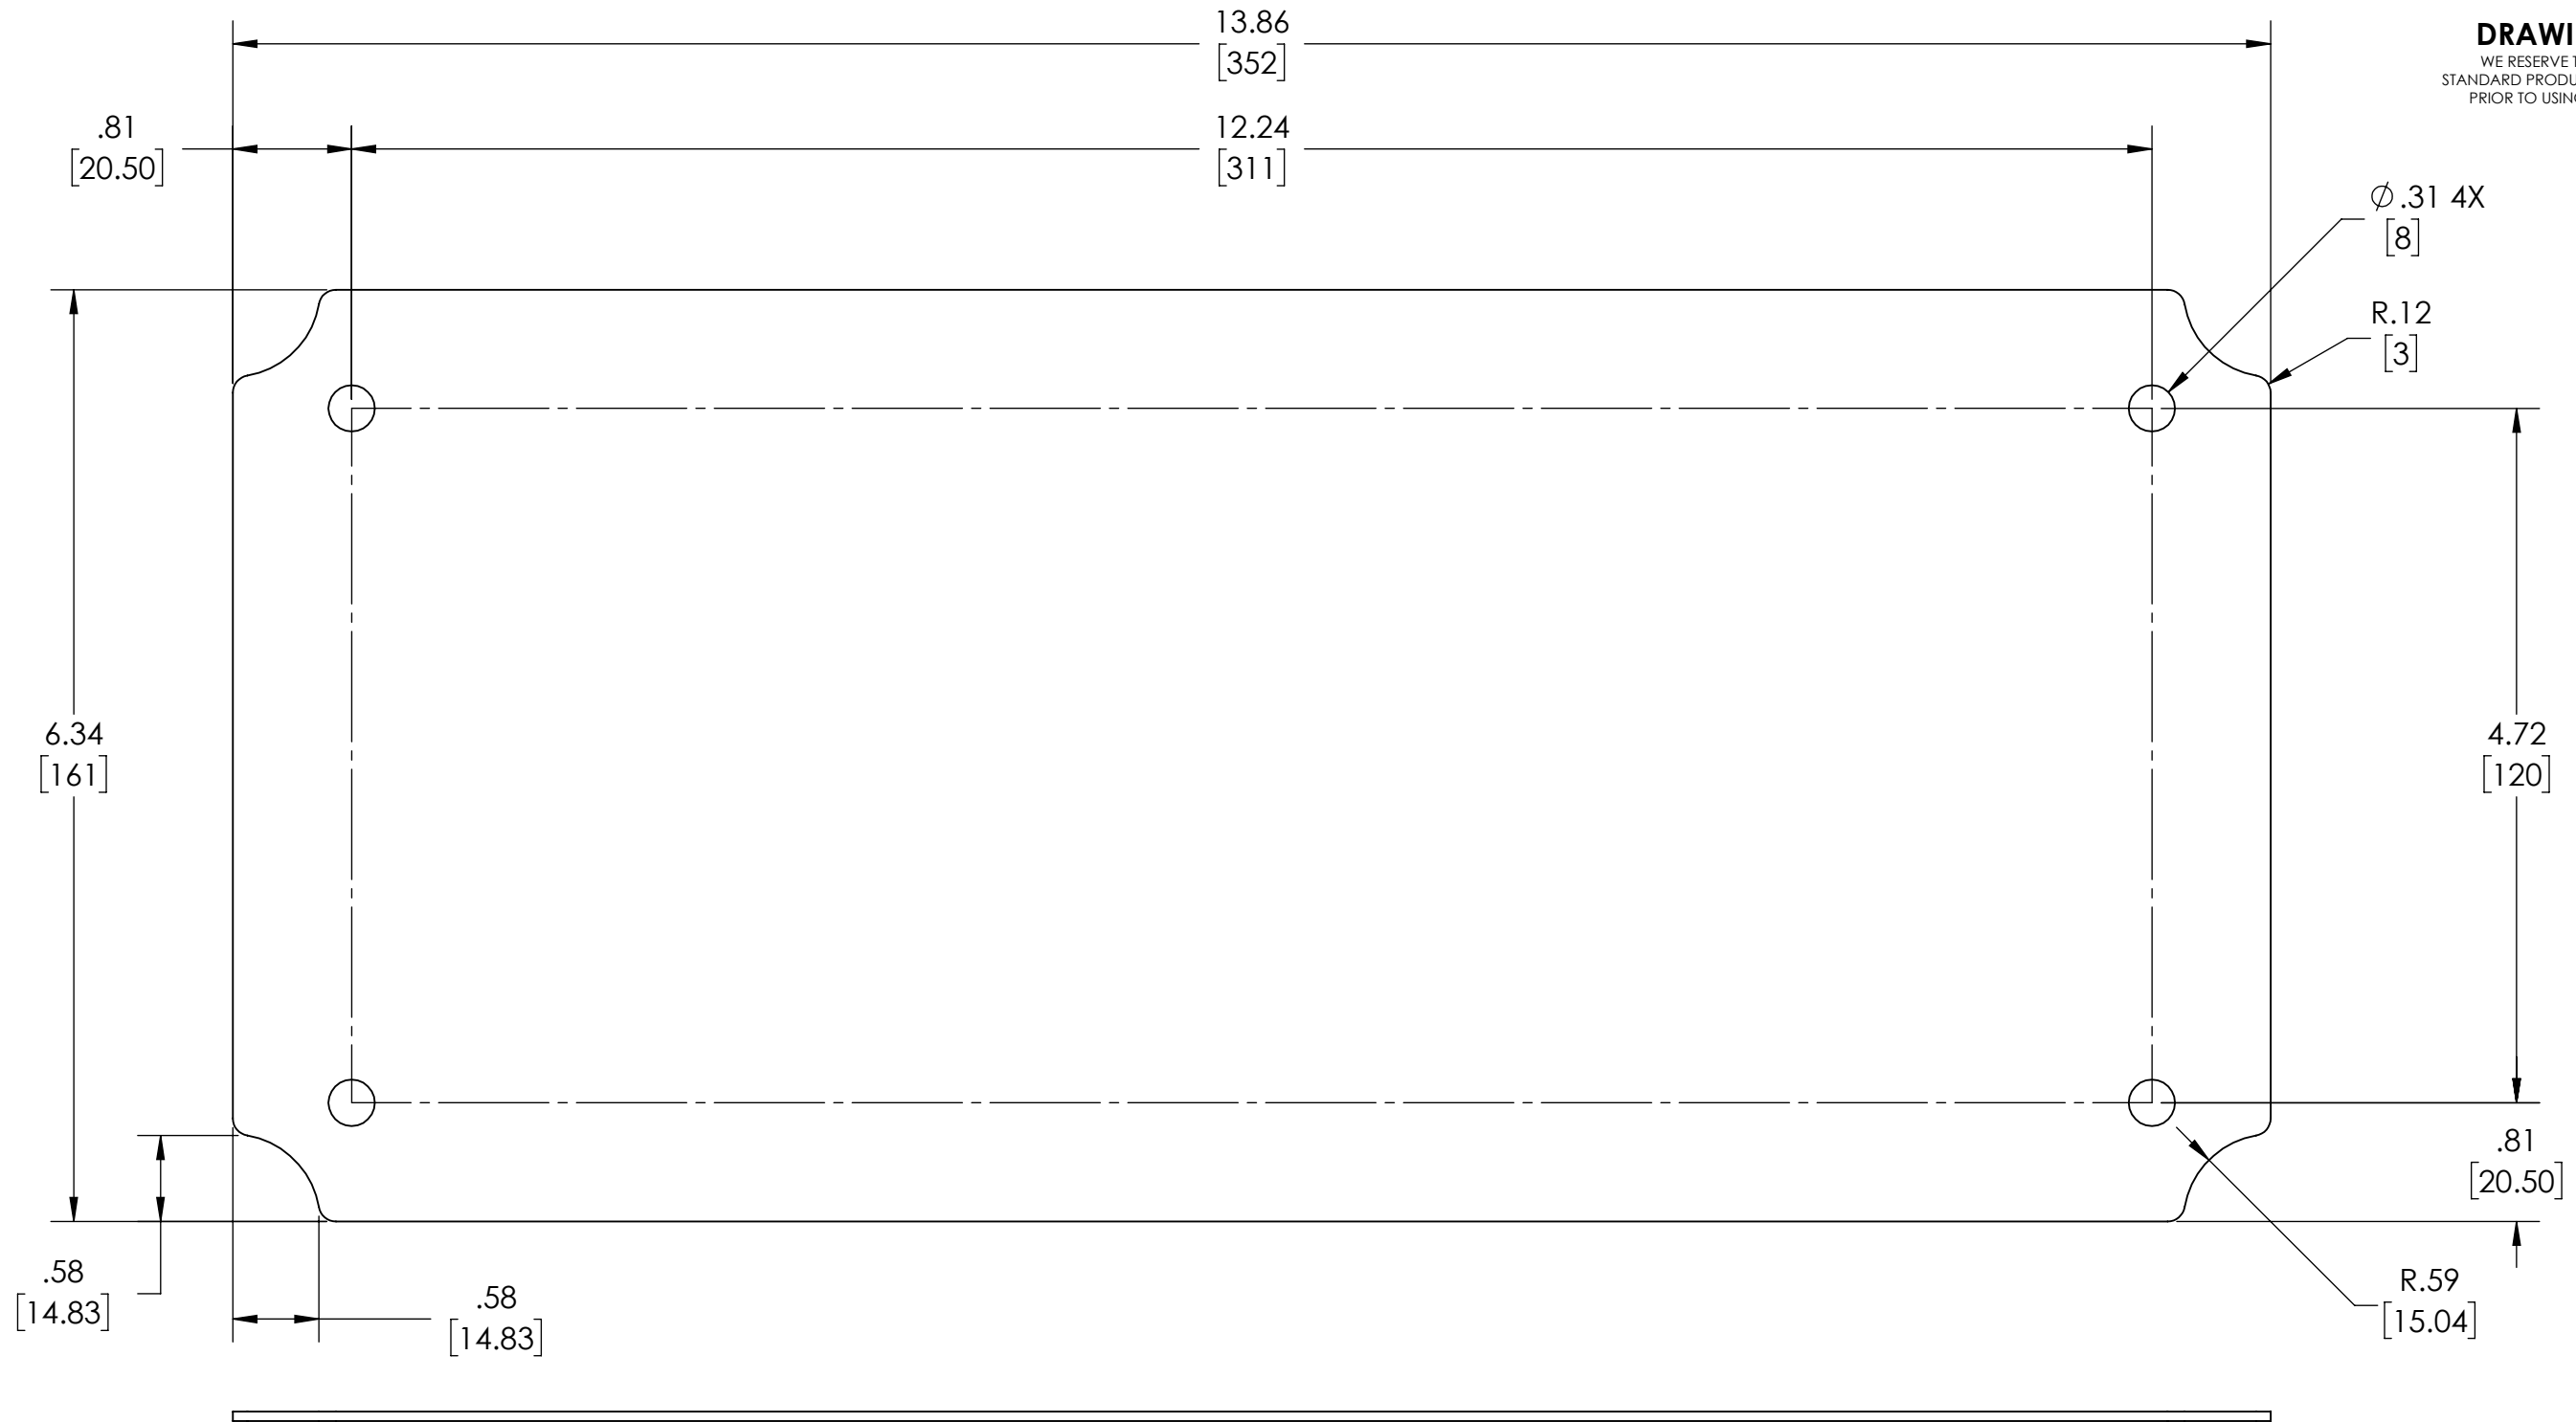 13.86
[352]
DRAWI
WE RESERVE T
STANDARD PRODU
PRIOR TO USING
.81
[20.50]
12.24
[311]
⌀.31 4X
[8]
R.12
[3]
6.34
[161]
4.72
[120]
.81
[20.50]
.58
[14.83]
.58
[14.83]
R.59
[15.04]